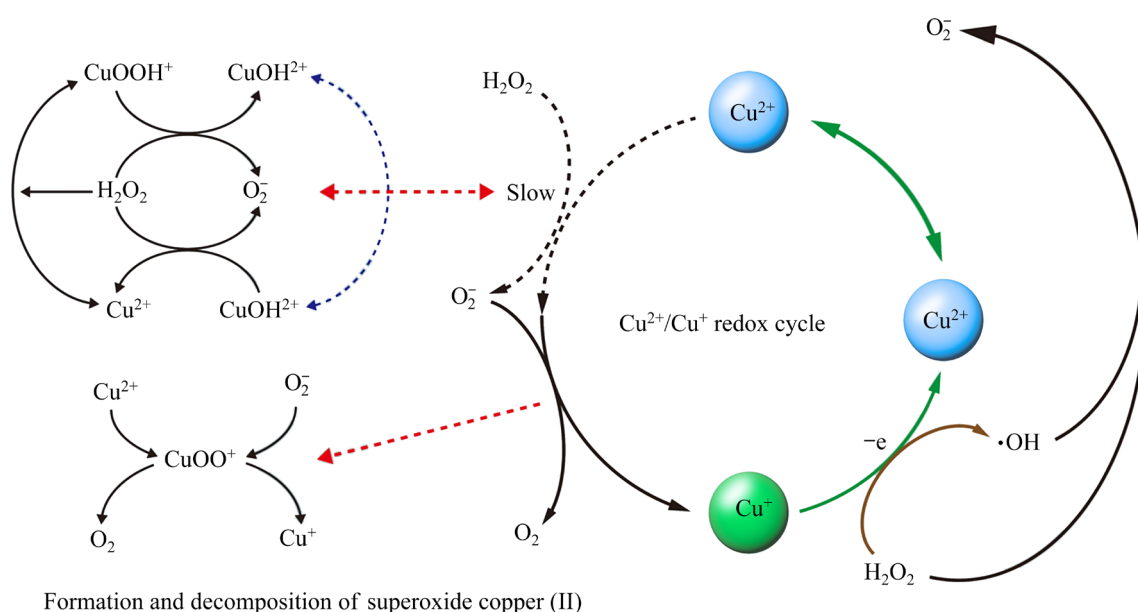 O₂⁻
CuOOH⁺
CuOH²⁺
H₂O₂
Cu²⁺
H₂O₂
O₂⁻
Slow
Cu²⁺
CuOH²⁺
O₂⁻
Cu²⁺/Cu⁺ redox cycle
Cu²⁺
Cu²⁺
O₂⁻
CuOO⁺
−e
•OH
O₂
Cu⁺
O₂
Cu⁺
H₂O₂
Formation and decomposition of superoxide copper (II)